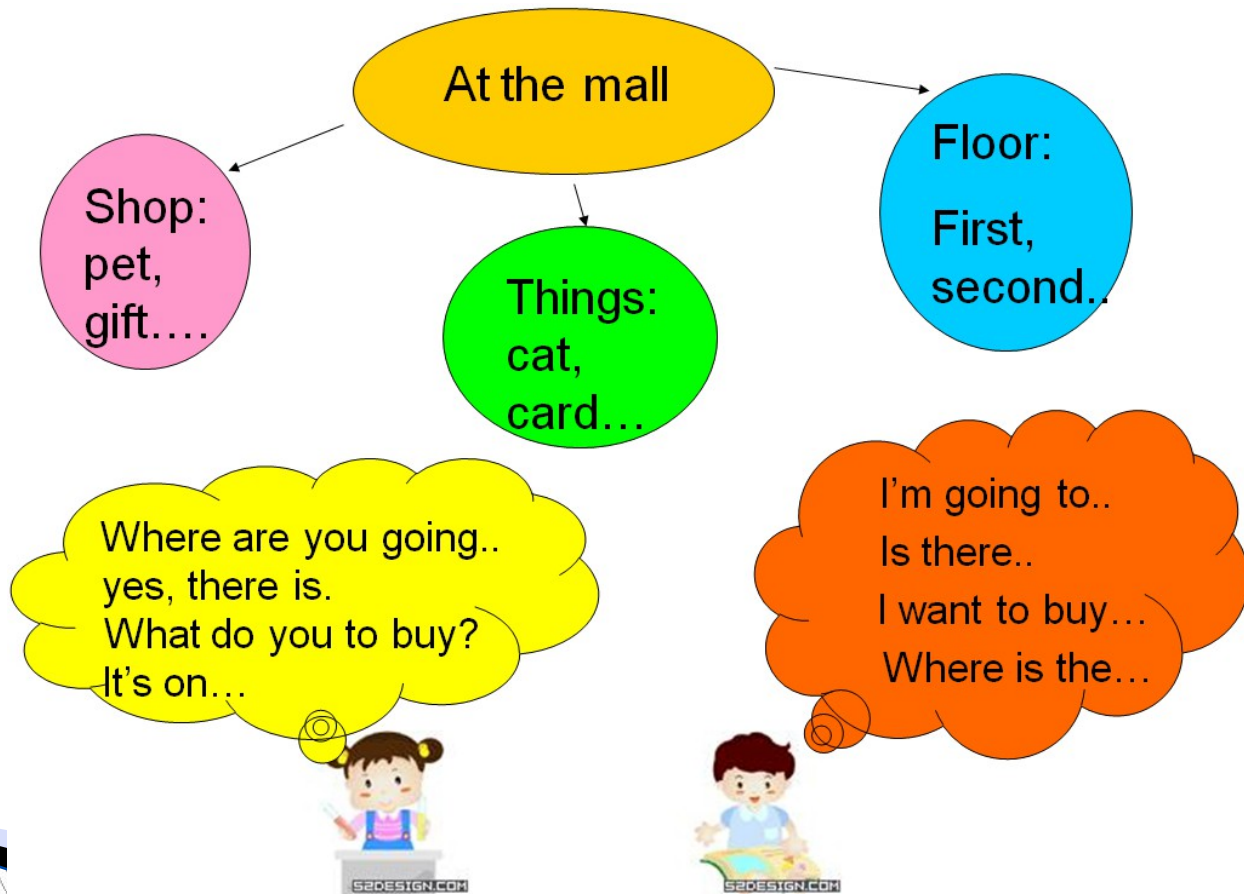 At the mall
Shop:
pet,
gift….
Things:
cat,
card…
Floor:
First,
second..
Where are you going..
yes, there is.
What do you to buy?
It’s on…
I’m going to..
Is there..
I want to buy…
Where is the…
52DESIGN.COM
52DESIGN.COM